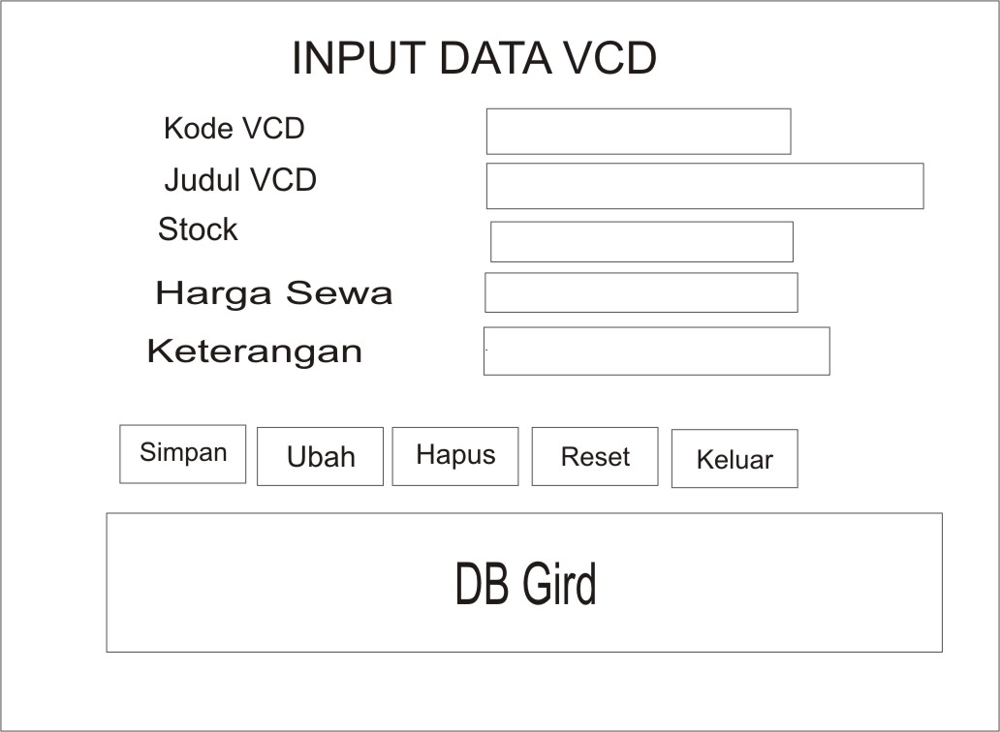 INPUT DATA VCD
Kode VCD
Judul VCD
Stock
Harga Sewa
Keterangan
Simpan
Ubah
Hapus
Reset
Keluar
DB Gird